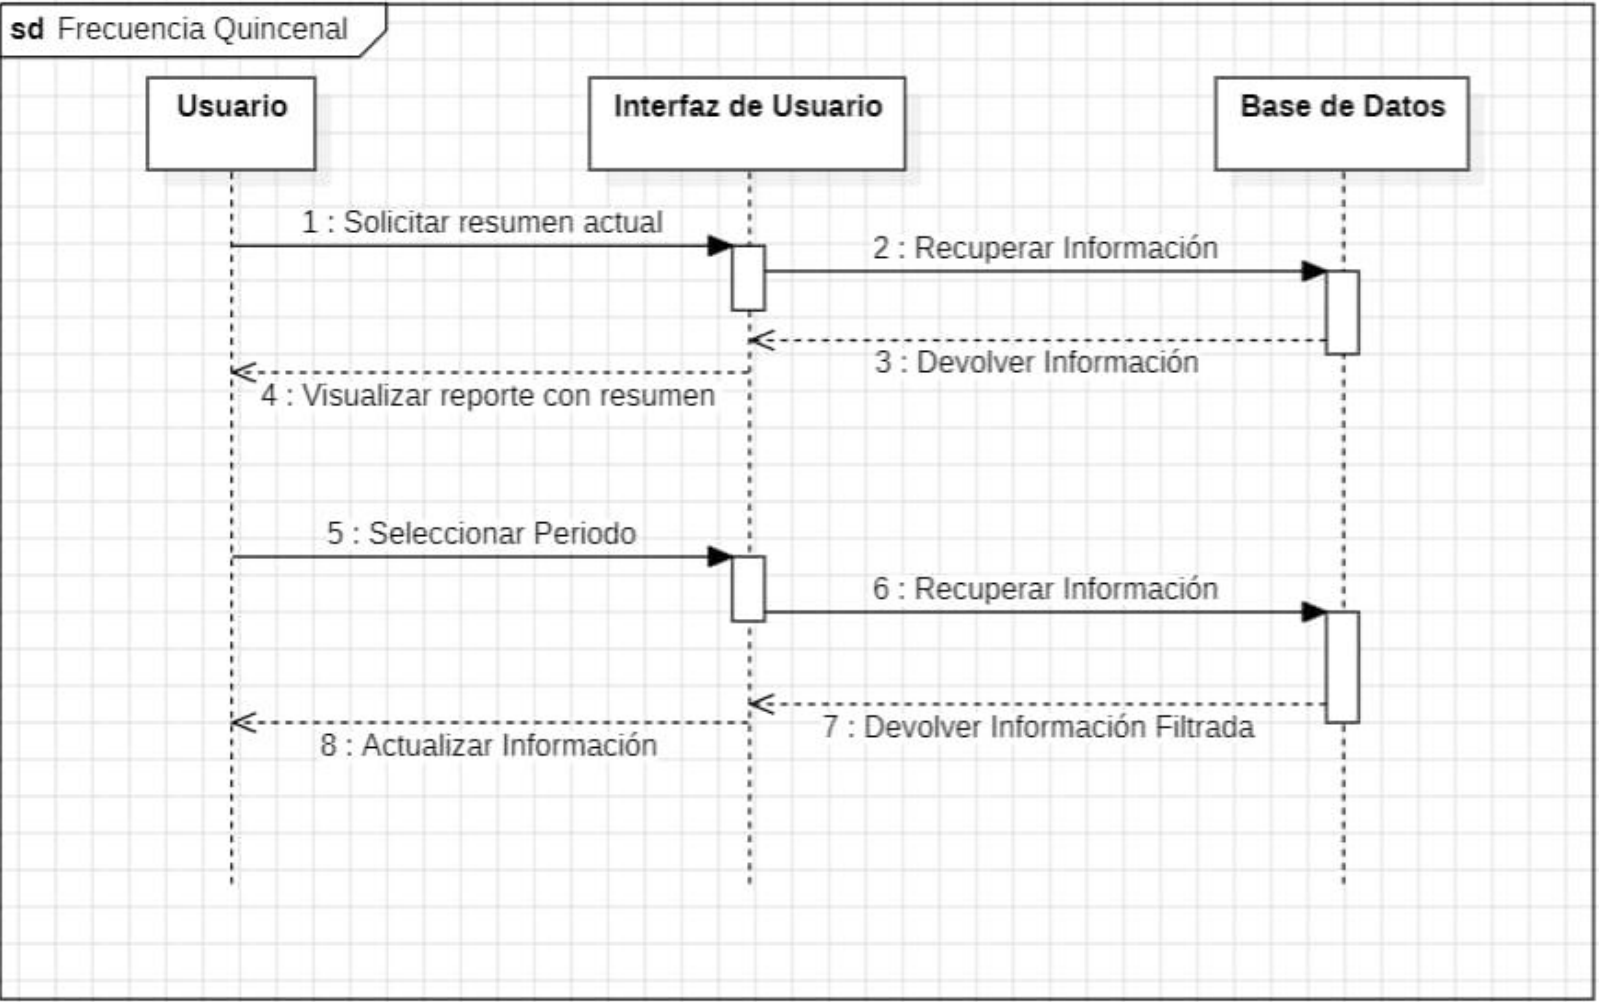 sd Frecuencia Quincenal
Usuario
Interfaz de Usuario
Base de Datos
1 : Solicitar resumen actual
2 : Recuperar Información
3 : Devolver Información
4 : Visualizar reporte con resumen
5 : Seleccionar Periodo
6 : Recuperar Información
7 : Devolver Información Filtrada
8 : Actualizar Información